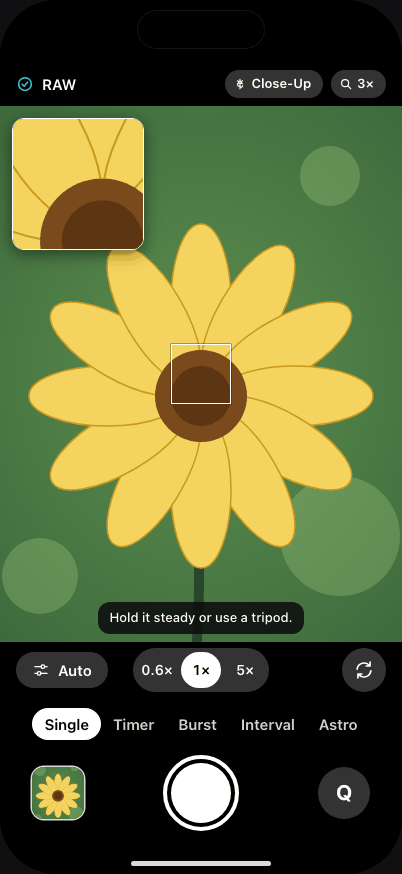 RAW
Close-Up
3×
Hold it steady or use a tripod.
Auto
0.6×
1×
5×
Single
Timer
Burst
Interval
Astro
Q